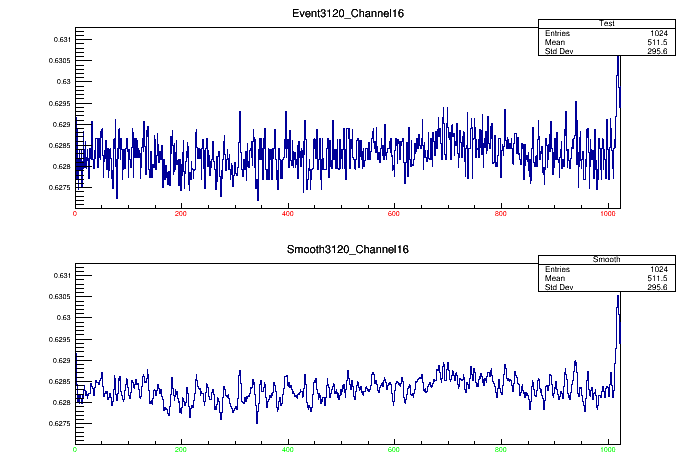 Event3120_Channel16
Test
Entries 1024
Mean 511.5
Std Dev 295.6
0.631
0.6305
0.63
0.6295
0.629
0.6285
0.628
0.6275
0 200 400 600 800 1000
Smooth3120_Channel16
Smooth
Entries 1024
Mean 511.5
Std Dev 295.6
0.631
0.6305
0.63
0.6295
0.629
0.6285
0.628
0.6275
0 200 400 600 800 1000